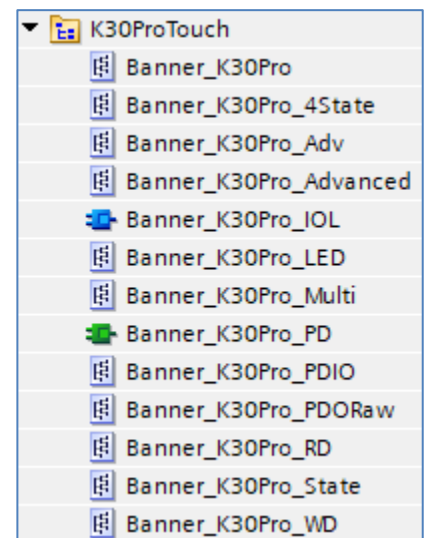 K30ProTouch
Banner_K30Pro
Banner_K30Pro_4State
Banner_K30Pro_Adv
Banner_K30Pro_Advanced
Banner_K30Pro_IOL
Banner_K30Pro_LED
Banner_K30Pro_Multi
Banner_K30Pro_PD
Banner_K30Pro_PDIO
Banner_K30Pro_PDORaw
Banner_K30Pro_RD
Banner_K30Pro_State
Banner_K30Pro_WD